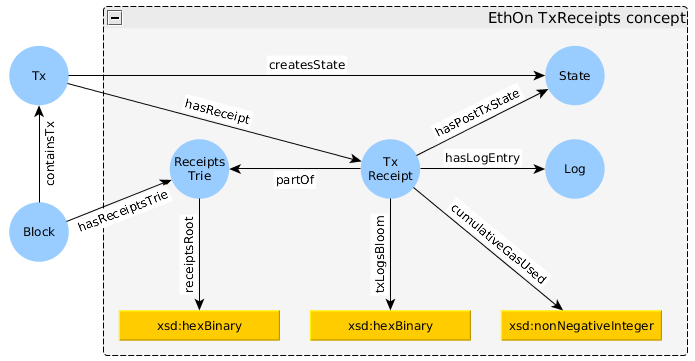 EthOn TxReceipts concept
Tx
createsState
State
hasReceipt
hasPostTxState
containsTx
Receipts
Trie
partOf
Tx
Receipt
hasLogEntry
Log
Block
hasReceiptsTrie
receiptsRoot
txLogsBloom
cumulativeGasUsed
xsd:hexBinary
xsd:hexBinary
xsd:nonNegativeInteger